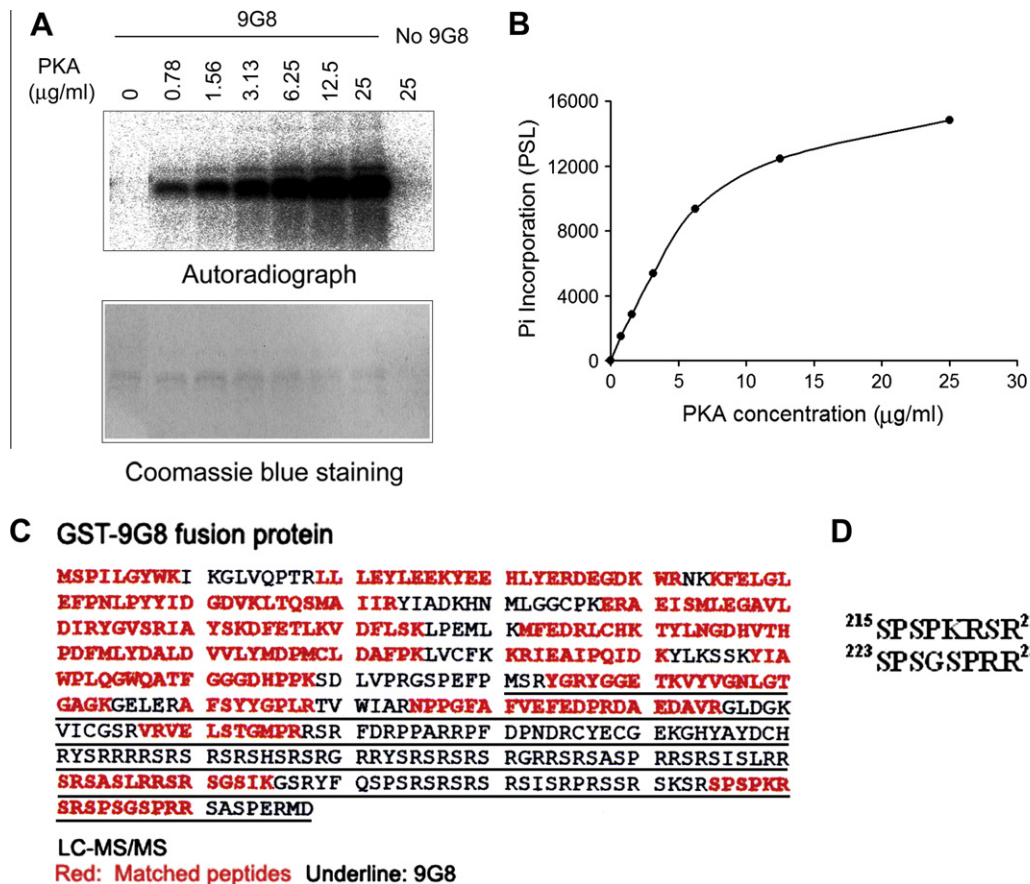 A
9G8
No 9G8
PKA
(μg/ml)
0
0.78
1.56
3.13
6.25
12.5
25
25
Autoradiograph
Coomassie blue staining
B
Pi Incorporation (PSL)
16000
12000
8000
4000
0
0 5 10 15 20 25 30
PKA concentration (μg/ml)
C
GST-9G8 fusion protein
MSPILGYWKI KGLVQPTRLL LEYLEEKYEE HLYERDEGDK WRNKKFELGL
EFPNLPYYID GDVKLTQSMA IIRYIADKHN MLGGCPKERA EISMLEGAVL
DIRYGVSRIA YSKDFETLKV DFLSKLPEML KMFEDRLCHK TYLNGDHVTH
PDFMLYDALD VVLYMDPMCL DAFPKLVCFK KRIEAIPQID KYLKSSKYIA
WPLQGWQATF GGGDHPPKSD LVPRGSPEFP MSRYGRYGGE TKVYVGNLGT
GAGKGELERA FSYYGPLRTV WIARNPPGFA FVEFEDPRDA EDAVRGLDGK
VICGSRVRVE LSTGMPRRSR FDRPPARRPF DPNDRCYECG EKGHYAYDCH
RYSRRRRSRS RSRSHSRSRG RRYSRSRSRS RGRRSRSASP RRSRSISLRR
SRSASLRRSR SGSIKGSRYF QSPSRSRSRS RSISRPRSSR SKSRSPSPKR
SRSPSGSPRR SASPERMD
LC-MS/MS
Red: Matched peptides Underline: 9G8
D
215SPSPKRSR2
223SPSGSPRR2